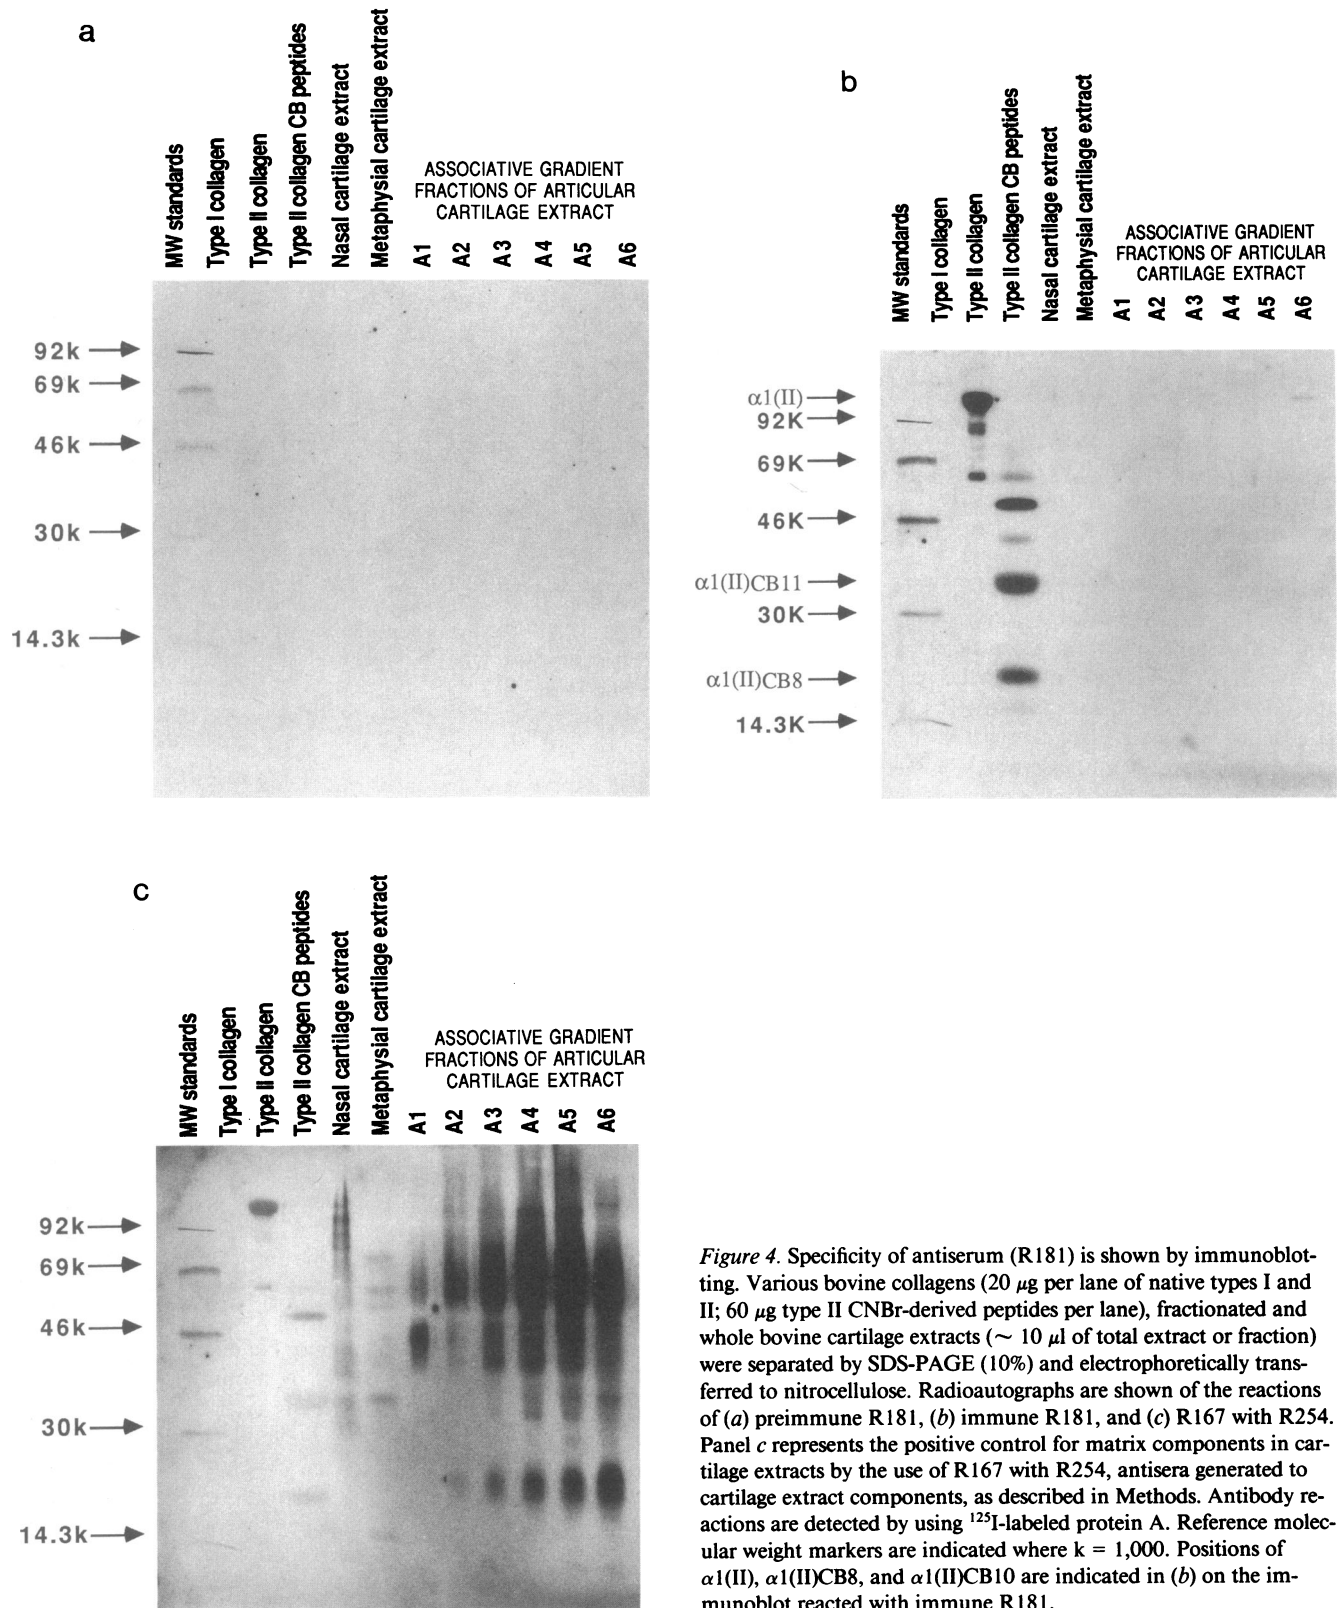 a
MW standards
Type I collagen
Type II collagen
Type II collagen CB peptides
Nasal cartilage extract
Metaphysial cartilage extract
ASSOCIATIVE GRADIENT
FRACTIONS OF ARTICULAR
CARTILAGE EXTRACT
A1
A2
A3
A4
A5
A6
92k
69k
46k
30k
14.3k
b
MW standards
Type I collagen
Type II collagen
Type II collagen CB peptides
Nasal cartilage extract
Metaphysial cartilage extract
ASSOCIATIVE GRADIENT
FRACTIONS OF ARTICULAR
CARTILAGE EXTRACT
A1
A2
A3
A4
A5
A6
α1(II)
92K
69K
46K
α1(II)CB11
30K
α1(II)CB8
14.3K
c
MW standards
Type I collagen
Type II collagen
Type II collagen CB peptides
Nasal cartilage extract
Metaphysial cartilage extract
ASSOCIATIVE GRADIENT
FRACTIONS OF ARTICULAR
CARTILAGE EXTRACT
A1
A2
A3
A4
A5
A6
92k
69k
46k
30k
14.3k
Figure 4. Specificity of antiserum (R181) is shown by immunoblot-
ting. Various bovine collagens (20 μg per lane of native types I and
II; 60 μg type II CNBr-derived peptides per lane), fractionated and
whole bovine cartilage extracts (~ 10 μl of total extract or fraction)
were separated by SDS-PAGE (10%) and electrophoretically trans-
ferred to nitrocellulose. Radioautographs are shown of the reactions
of (a) preimmune R181, (b) immune R181, and (c) R167 with R254.
Panel c represents the positive control for matrix components in car-
tilage extracts by the use of R167 with R254, antisera generated to
cartilage extract components, as described in Methods. Antibody re-
actions are detected by using ¹²⁵I-labeled protein A. Reference molec-
ular weight markers are indicated where k = 1,000. Positions of
α1(II), α1(II)CB8, and α1(II)CB10 are indicated in (b) on the im-
munoblot reacted with immune R181.